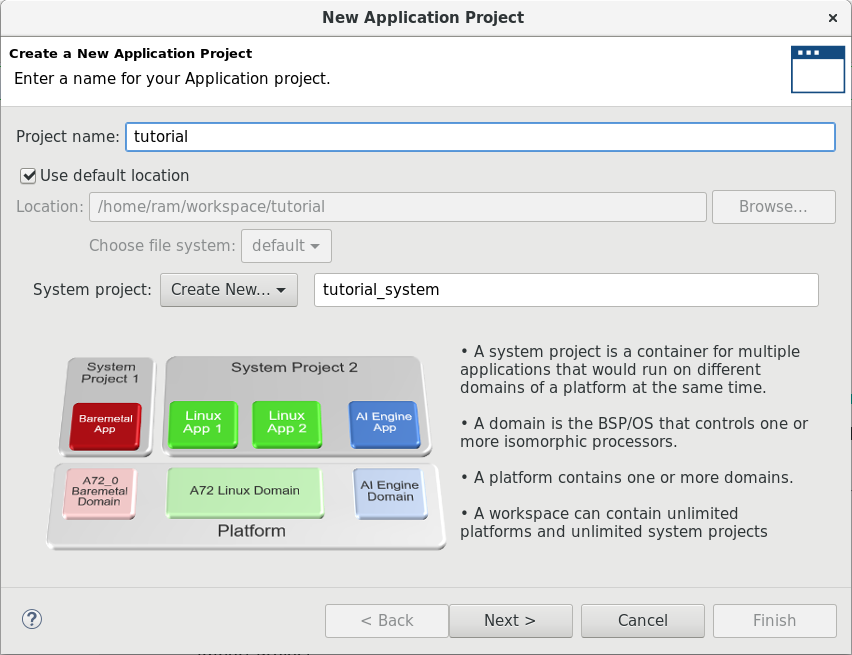 New Application Project
×
Create a New Application Project
Enter a name for your Application project.
Project name: tutorial
Use default location
Location: /home/ram/workspace/tutorial Browse...
Choose file system: default
System project: Create New... tutorial_system
System
Project 1
System Project 2
Baremetal
App
Linux
App 1
Linux
App 2
AI Engine
App
A72_0
Baremetal
Domain
A72 Linux Domain
AI Engine
Domain
Platform
• A system project is a container for multiple
applications that would run on different
domains of a platform at the same time.
• A domain is the BSP/OS that controls one or
more isomorphic processors.
• A platform contains one or more domains.
• A workspace can contain unlimited
platforms and unlimited system projects
? < Back Next > Cancel Finish